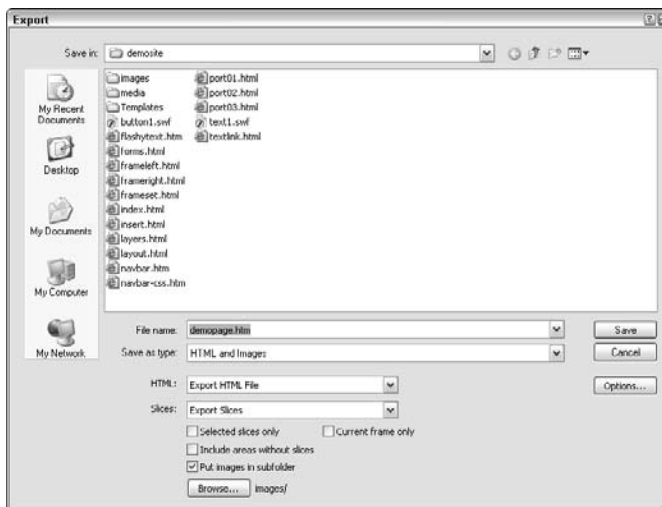 Export
Save in: demosite
My Recent Documents
Desktop
My Documents
My Computer
My Network
images
media
Templates
button1.swf
flashytext.htm
forms.html
frameleft.html
frameright.html
frameset.html
index.html
insert.html
layers.html
layout.html
navbar.htm
navbar-css.htm
port01.html
port02.html
port03.html
text1.swf
textlink.html
File name: demopage.htm Save
Save as type: HTML and Images Cancel
HTML: Export HTML File Options...
Slices: Export Slices
Selected slices only Current frame only
Include areas without slices
Put images in subfolder
Browse... images/